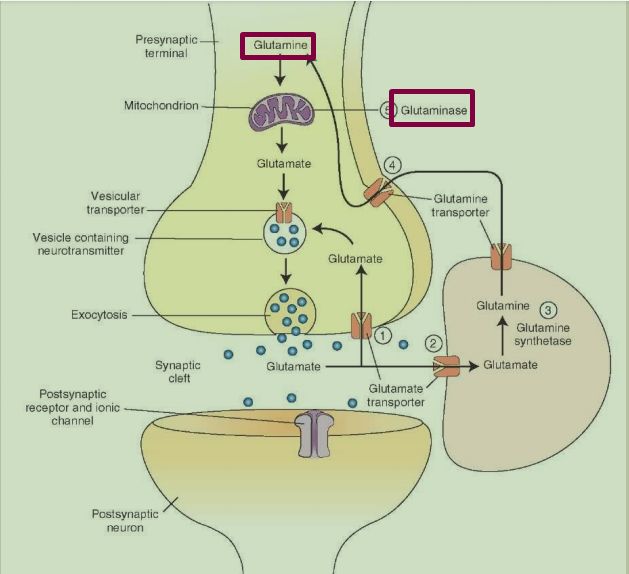 Presynaptic
terminal
Glutamine
Mitochondrion
5 Glutaminase
Glutamate
4
Vesicular
transporter
Glutamine
transporter
Vesicle containing
neurotransmitter
Glutamate
Glutamine
3
Glutamine
synthetase
Exocytosis
1
2
Synaptic
cleft
Glutamate
Glutamate
Glutamate
transporter
Postsynaptic
receptor and ionic
channel
Postsynaptic
neuron